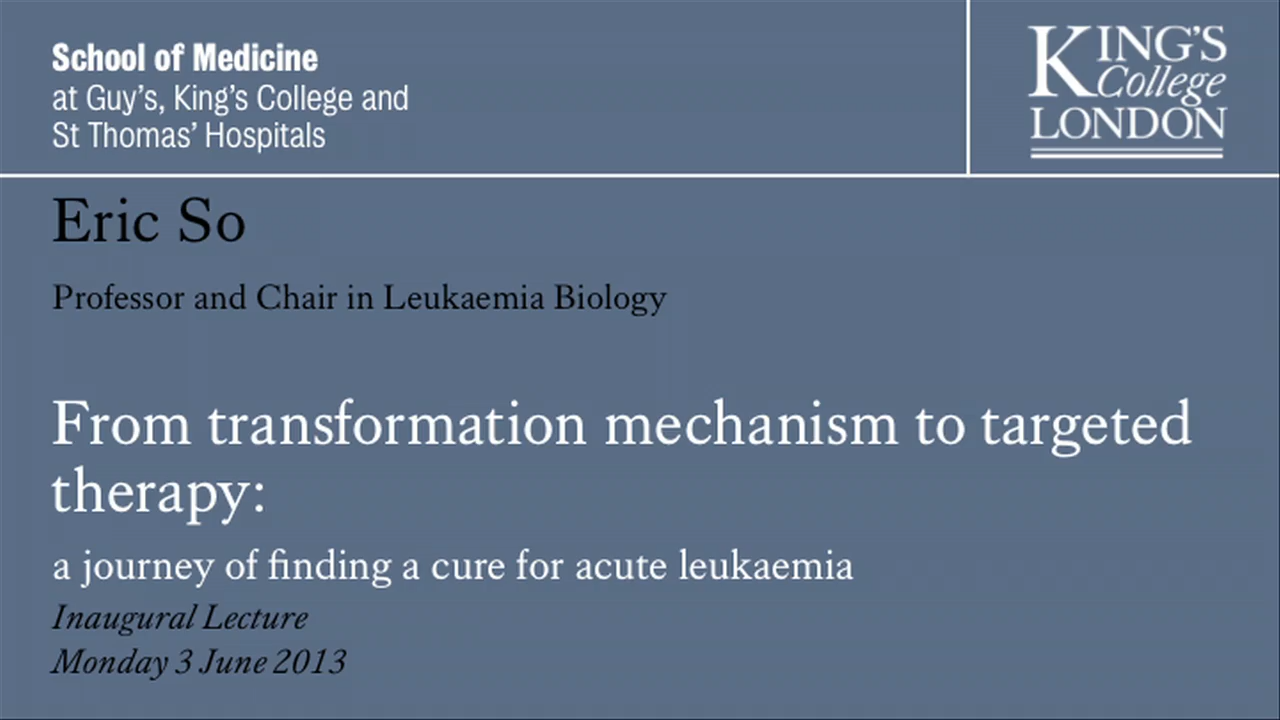 School of Medicine
at Guy's, King's College and
St Thomas' Hospitals
KING'S
College
LONDON
Eric So
Professor and Chair in Leukaemia Biology
From transformation mechanism to targeted
therapy:
a journey of finding a cure for acute leukaemia
Inaugural Lecture
Monday 3 June 2013